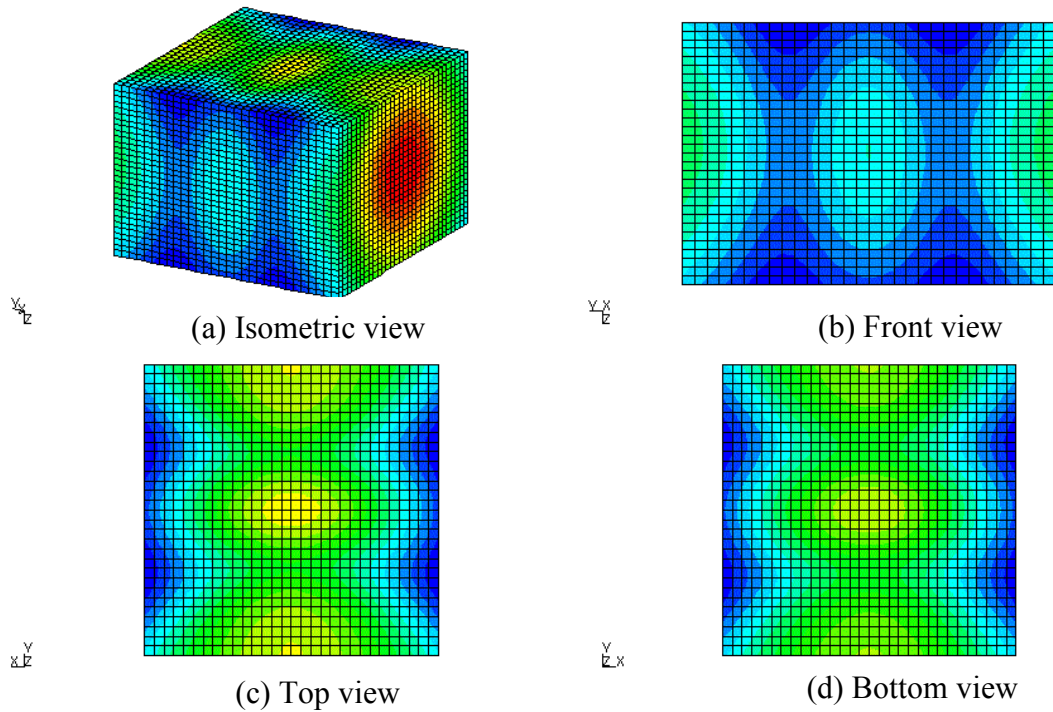 Y X
Z
(a) Isometric view
Y X
Z
(b) Front view
Y
X Z
(c) Top view
Y
Z X
(d) Bottom view